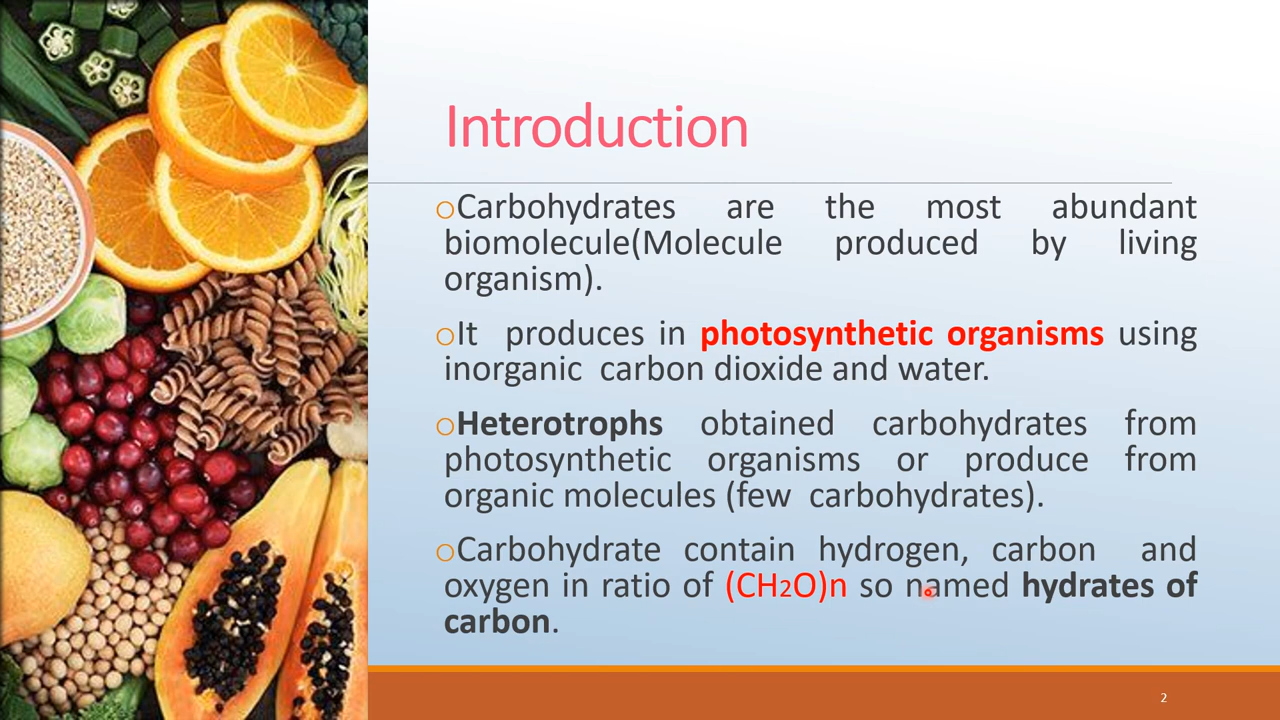 Introduction
oCarbohydrates are the most abundant
biomolecule(Molecule produced by living
organism).
oIt produces in photosynthetic organisms using
inorganic carbon dioxide and water.
oHeterotrophs obtained carbohydrates from
photosynthetic organisms or produce from
organic molecules (few carbohydrates).
oCarbohydrate contain hydrogen, carbon and
oxygen in ratio of (CH2O)n so named hydrates of
carbon.
2